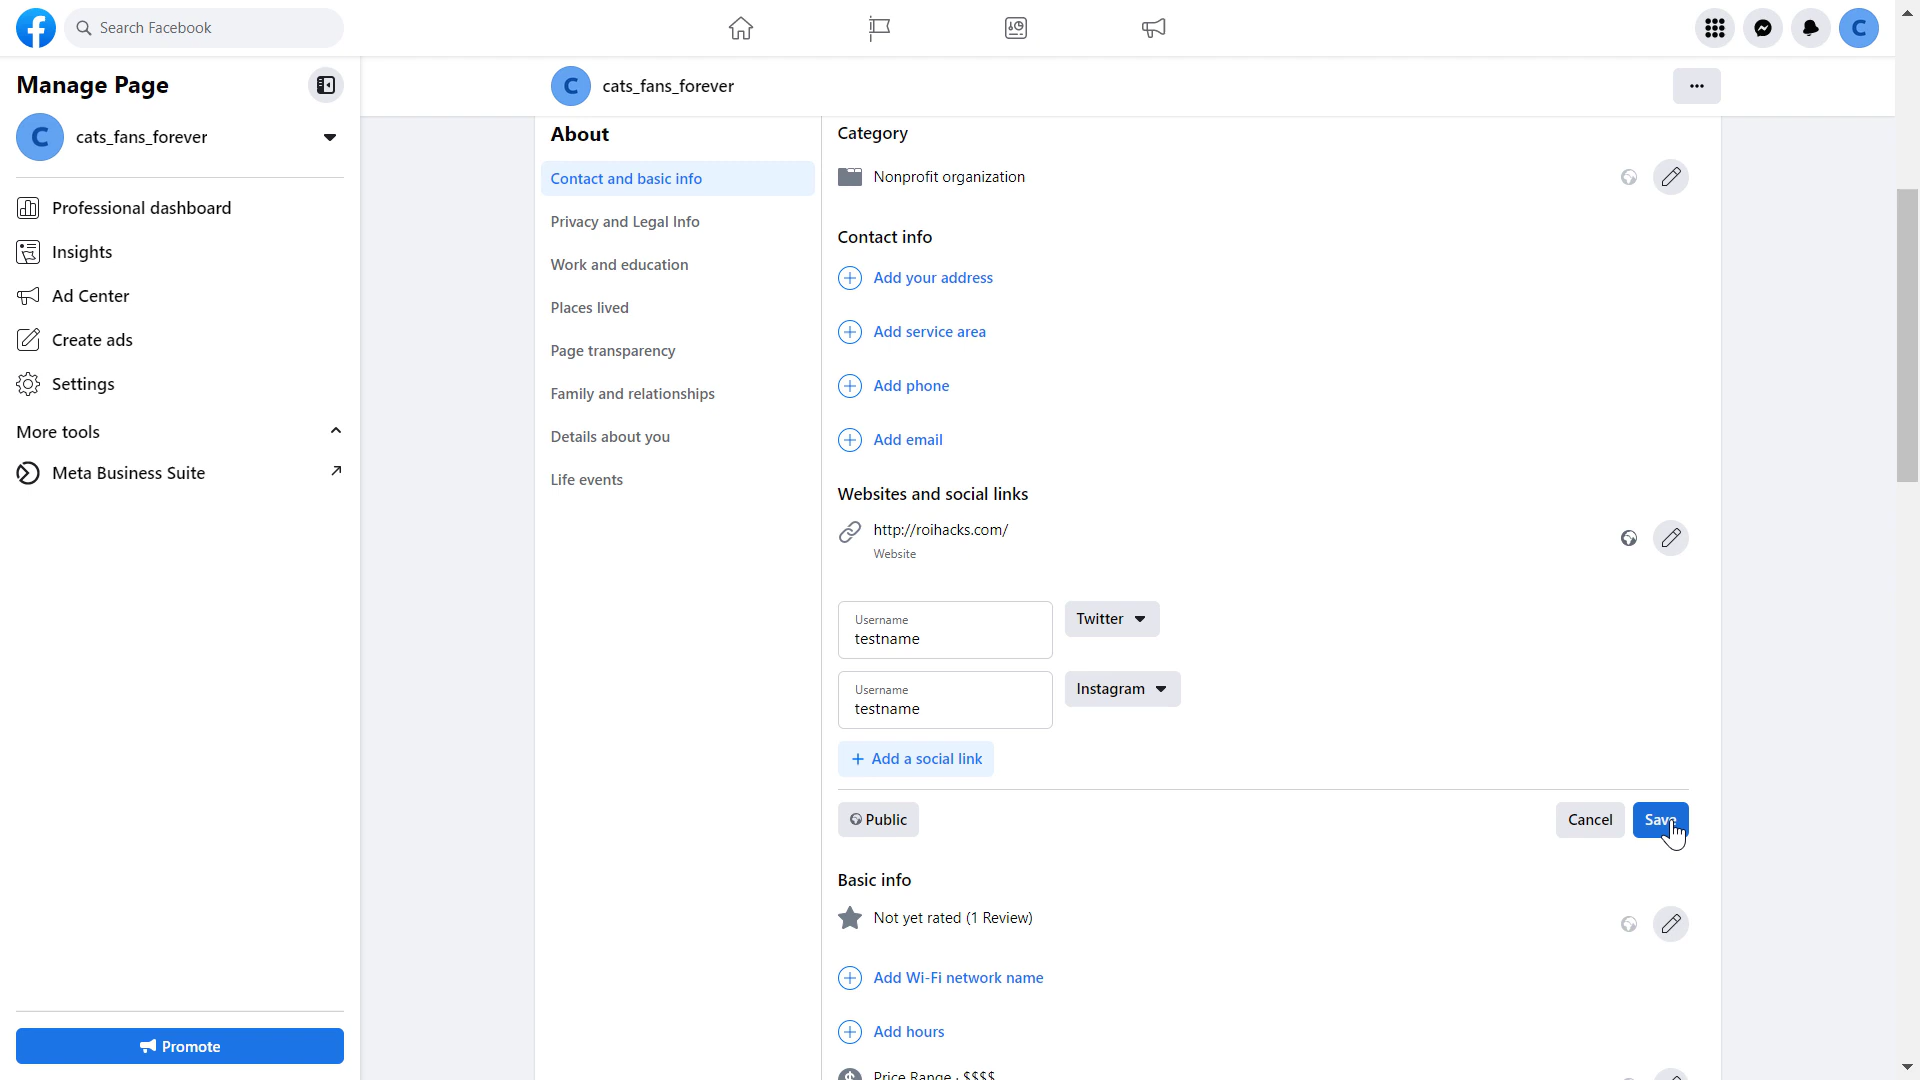 Search Facebook
C
Manage Page
C cats_fans_forever
C cats_fans_forever
Professional dashboard
Insights
Ad Center
Create ads
Settings
More tools
Meta Business Suite
Promote
About
Contact and basic info
Privacy and Legal Info
Work and education
Places lived
Page transparency
Family and relationships
Details about you
Life events
Category
Nonprofit organization
Contact info
Add your address
Add service area
Add phone
Add email
Websites and social links
http://roihacks.com/
Website
Username
testname
Twitter
Username
testname
Instagram
+ Add a social link
Public
Cancel
Save
Basic info
Not yet rated (1 Review)
Add Wi-Fi network name
Add hours
Price Range · $$$$